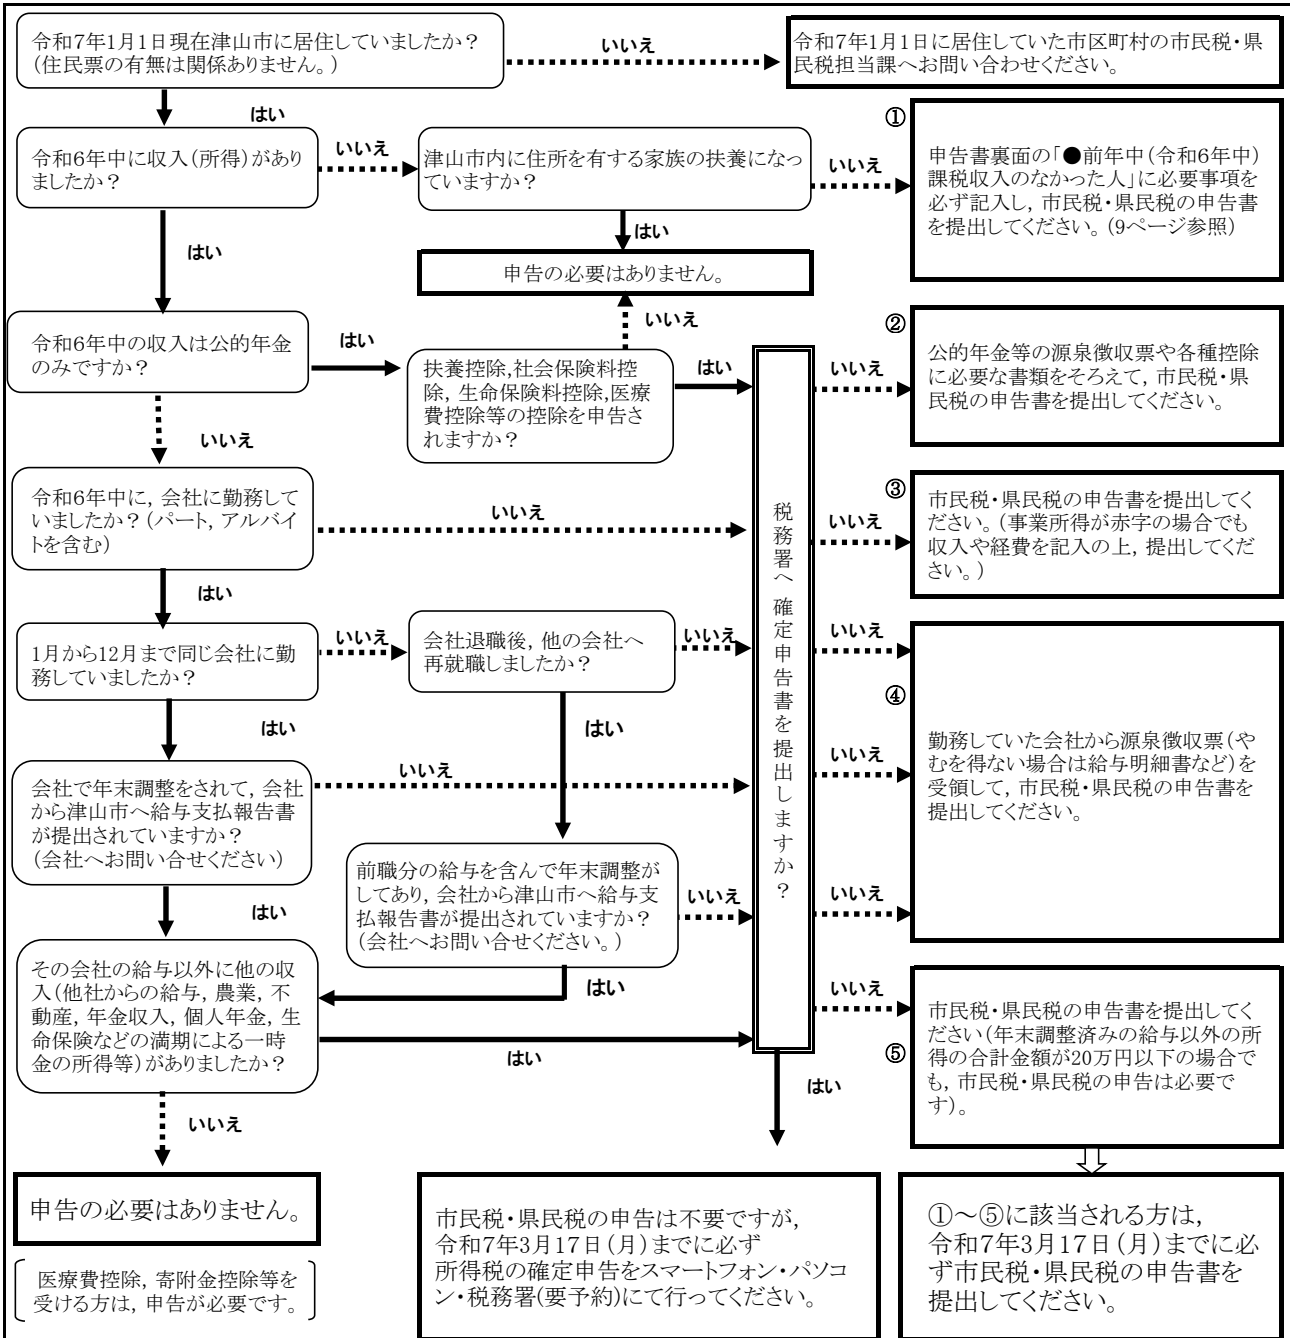 令和7年1月1日現在津山市に居住していましたか？
(住民票の有無は関係ありません。)
いいえ
令和7年1月1日に居住していた市区町村の市民税・県
民税担当課へお問い合わせください。
はい
令和6年中に収入(所得)があり
ましたか？
いいえ
津山市内に住所を有する家族の扶養になっ
ていますか？
いいえ
①
申告書裏面の「●前年中(令和6年中)
課税収入のなかった人」に必要事項を
必ず記入し，市民税・県民税の申告書
を提出してください。(9ページ参照)
はい
はい
申告の必要はありません。
いいえ
令和6年中の収入は公的年金
のみですか？
はい
扶養控除,社会保険料控
除，生命保険料控除,医療
費控除等の控除を申告さ
れますか？
はい
いいえ
②
公的年金等の源泉徴収票や各種控除
に必要な書類をそろえて，市民税・県
民税の申告書を提出してください。
いいえ
令和6年中に，会社に勤務して
いましたか？(パート，アルバイ
トを含む)
いいえ
税務署へ確定申告書を提出しますか？
いいえ
③
市民税・県民税の申告書を提出してく
ださい。(事業所得が赤字の場合でも
収入や経費を記入の上，提出してくだ
さい。)
はい
1月から12月まで同じ会社に勤
務していましたか？
いいえ
会社退職後，他の会社へ
再就職しましたか？
いいえ
いいえ
④
勤務していた会社から源泉徴収票(や
むを得ない場合は給与明細書など)を
受領して，市民税・県民税の申告書を
提出してください。
はい
はい
会社で年末調整をされて，会社
から津山市へ給与支払報告書
が提出されていますか？
(会社へお問い合せください)
いいえ
いいえ
はい
前職分の給与を含んで年末調整が
してあり，会社から津山市へ給与支
払報告書が提出されていますか？
(会社へお問い合せください。)
いいえ
いいえ
はい
その会社の給与以外に他の収
入(他社からの給与，農業，不
動産，年金収入，個人年金，生
命保険などの満期による一時
金の所得等)がありましたか？
はい
いいえ
⑤
市民税・県民税の申告書を提出してく
ださい(年末調整済みの給与以外の所
得の合計金額が20万円以下の場合で
も，市民税・県民税の申告は必要で
す)。
はい
いいえ
申告の必要はありません。
医療費控除，寄附金控除等を
受ける方は，申告が必要です。
市民税・県民税の申告は不要ですが，
令和7年3月17日(月)までに必ず
所得税の確定申告をスマートフォン・パソコ
ン・税務署(要予約)にて行ってください。
①～⑤に該当される方は，
令和7年3月17日(月)までに必
ず市民税・県民税の申告書を
提出してください。